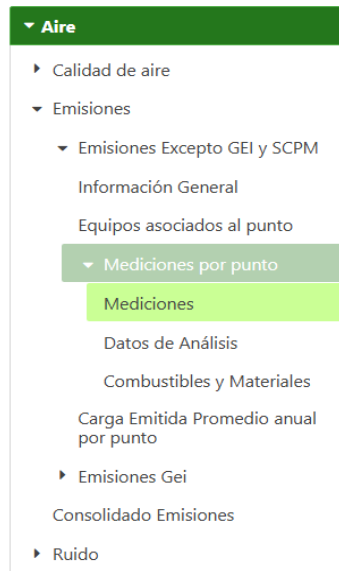 Aire
Calidad de aire
Emisiones
Emisiones Excepto GEI y SCPM
Información General
Equipos asociados al punto
Mediciones por punto
Mediciones
Datos de Análisis
Combustibles y Materiales
Carga Emitida Promedio anual
por punto
Emisiones Gei
Consolidado Emisiones
Ruido